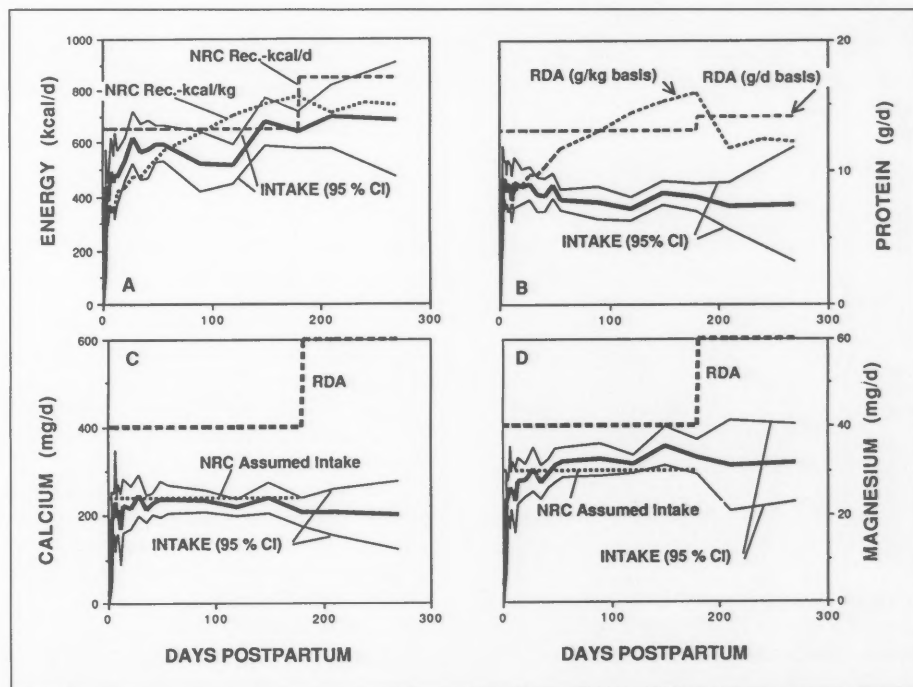 1000
800
600
400
200
0
ENERGY (kcal/d)
NRC Rec.-kcal/d
NRC Rec.-kcal/kg
INTAKE (95 % CI)
A
0
100
200
300
20
10
0
PROTEIN (g/d)
RDA (g/kg basis)
RDA (g/d basis)
INTAKE (95% CI)
B
0
100
200
300
600
400
200
0
CALCIUM (mg/d)
C
RDA
NRC Assumed Intake
INTAKE (95 % CI)
0
100
200
300
DAYS POSTPARTUM
60
40
20
0
MAGNESIUM (mg/d)
D
RDA
NRC Assumed Intake
INTAKE (95 % CI)
0
100
200
300
DAYS POSTPARTUM